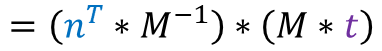 = (n^T * M^{-1}) * (M * t)